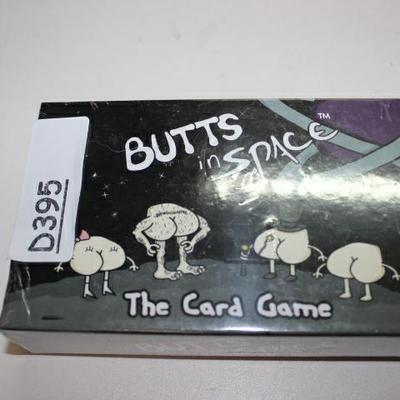 BUTTS
in
SPACE™
D395
The Card Game